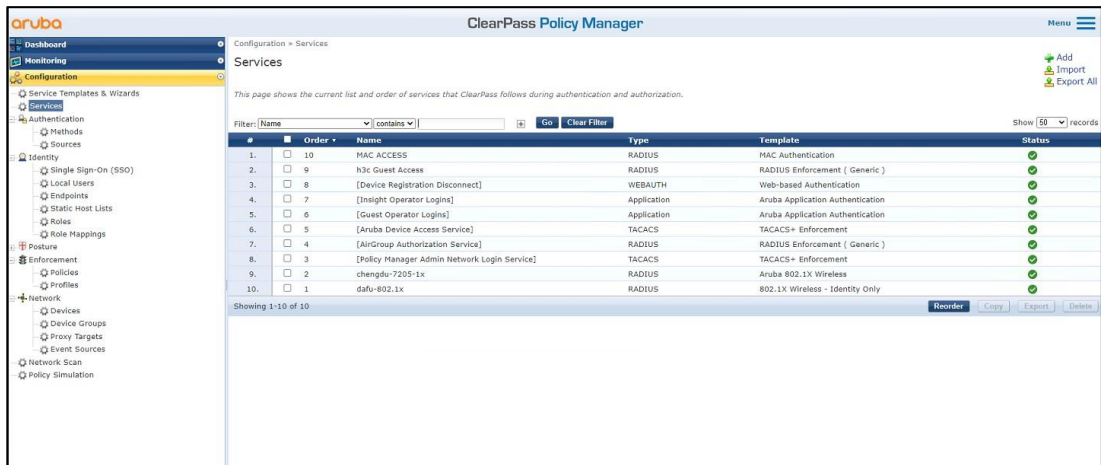 aruba
ClearPass Policy Manager
Menu
Dashboard
Monitoring
Configuration
Service Templates & Wizards
Services
Authentication
Methods
Sources
Identity
Single Sign-On (SSO)
Local Users
Endpoints
Static Host Lists
Roles
Role Mappings
Posture
Enforcement
Policies
Profiles
Network
Devices
Device Groups
Proxy Targets
Event Sources
Network Scan
Policy Simulation
Configuration » Services
Services
Add
Import
Export All
This page shows the current list and order of services that ClearPass follows during authentication and authorization.
Filter: Name contains Go Clear Filter Show 50 records
# Order Name Type Template Status
1. 10 MAC ACCESS RADIUS MAC Authentication
2. 9 h3c Guest Access RADIUS RADIUS Enforcement ( Generic )
3. 8 [Device Registration Disconnect] WEBAUTH Web-based Authentication
4. 7 [Insight Operator Logins] Application Aruba Application Authentication
5. 6 [Guest Operator Logins] Application Aruba Application Authentication
6. 5 [Aruba Device Access Service] TACACS TACACS+ Enforcement
7. 4 [AirGroup Authorization Service] RADIUS RADIUS Enforcement ( Generic )
8. 3 [Policy Manager Admin Network Login Service] TACACS TACACS+ Enforcement
9. 2 chengdu-7205-1x RADIUS Aruba 802.1X Wireless
10. 1 dafu-802.1x RADIUS 802.1X Wireless - Identity Only
Showing 1-10 of 10 Reorder Copy Export Delete